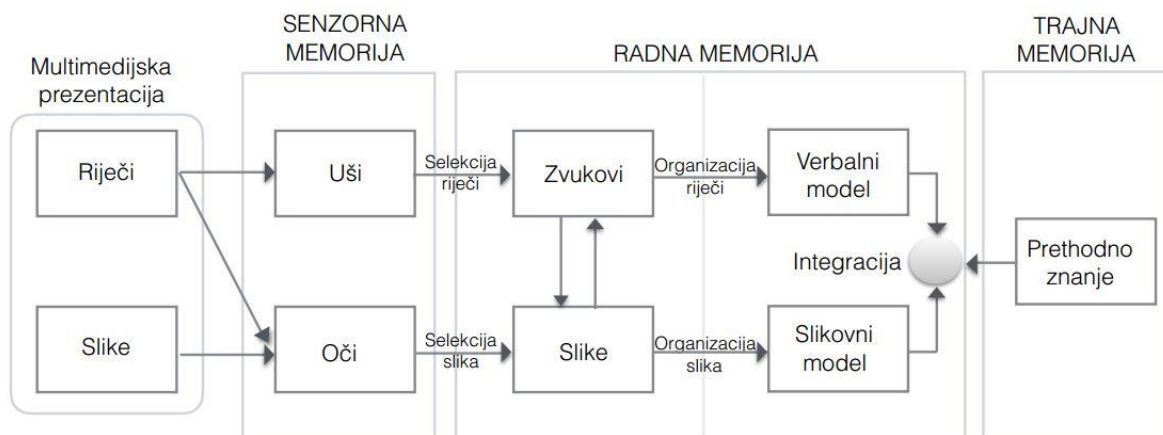 SENZORNA
MEMORIJA
RADNA MEMORIJA
TRAJNA
MEMORIJA
Multimedijska
prezentacija
Riječi
Uši
Selekcija
riječi
Zvukovi
Organizacija
riječi
Verbalni
model
Integracija
Prethodno
znanje
Slike
Oči
Selekcija
slika
Slike
Organizacija
slika
Slikovni
model